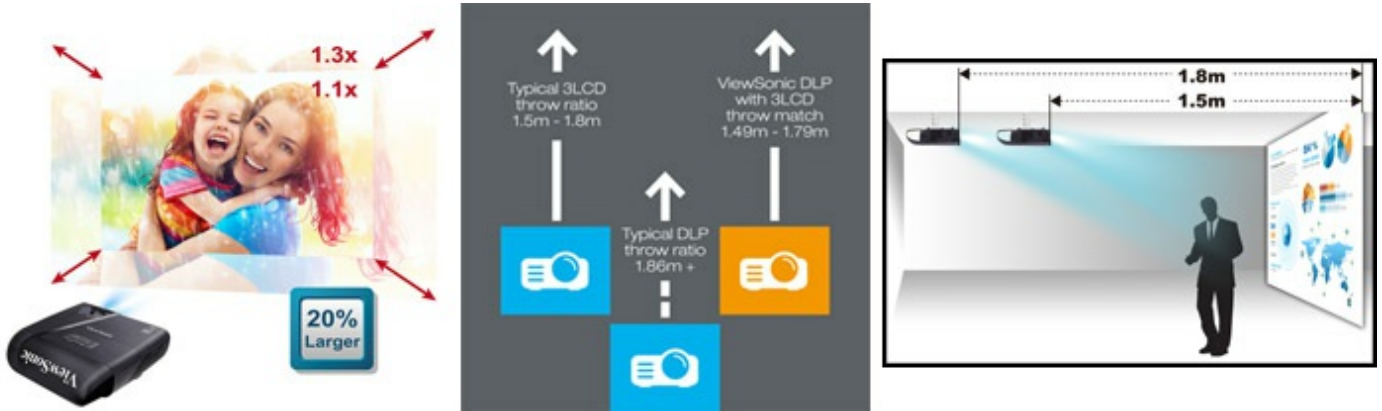 1.3x
1.1x
20%
Larger
ViewSonic
Typical 3LCD
throw ratio
1.5m - 1.8m
Typical DLP
throw ratio
1.86m +
ViewSonic DLP
with 3LCD
throw match
1.49m - 1.79m
1.8m
1.5m